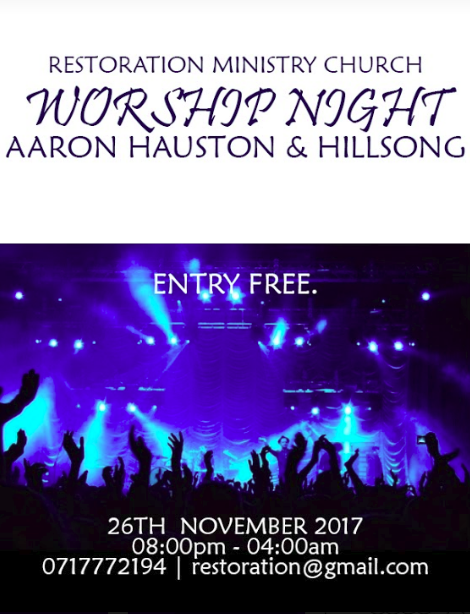 RESTORATION MINISTRY CHURCH
WORSHIP NIGHT
AARON HAUSTON & HILLSONG
ENTRY FREE.
26TH NOVEMBER 2017
08:00pm - 04:00am
0717772194 | restoration@gmail.com